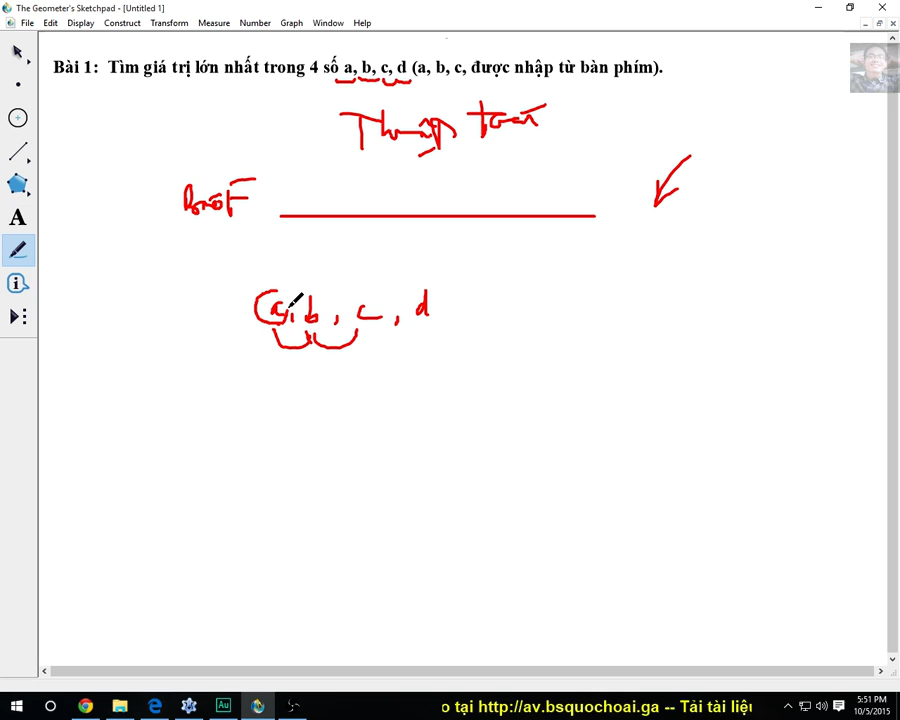 The Geometer's Sketchpad - [Untitled 1]
File Edit Display Construct Transform Measure Number Graph Window Help
Bài 1: Tìm giá trị lớn nhất trong 4 số a, b, c, d (a, b, c, được nhập từ bàn phím).
Thuật toán
a, b, c, d
A
5:51 PM
Au
o tại http://av.bsquochoai.ga -- Tải tài liệu
10/5/2015